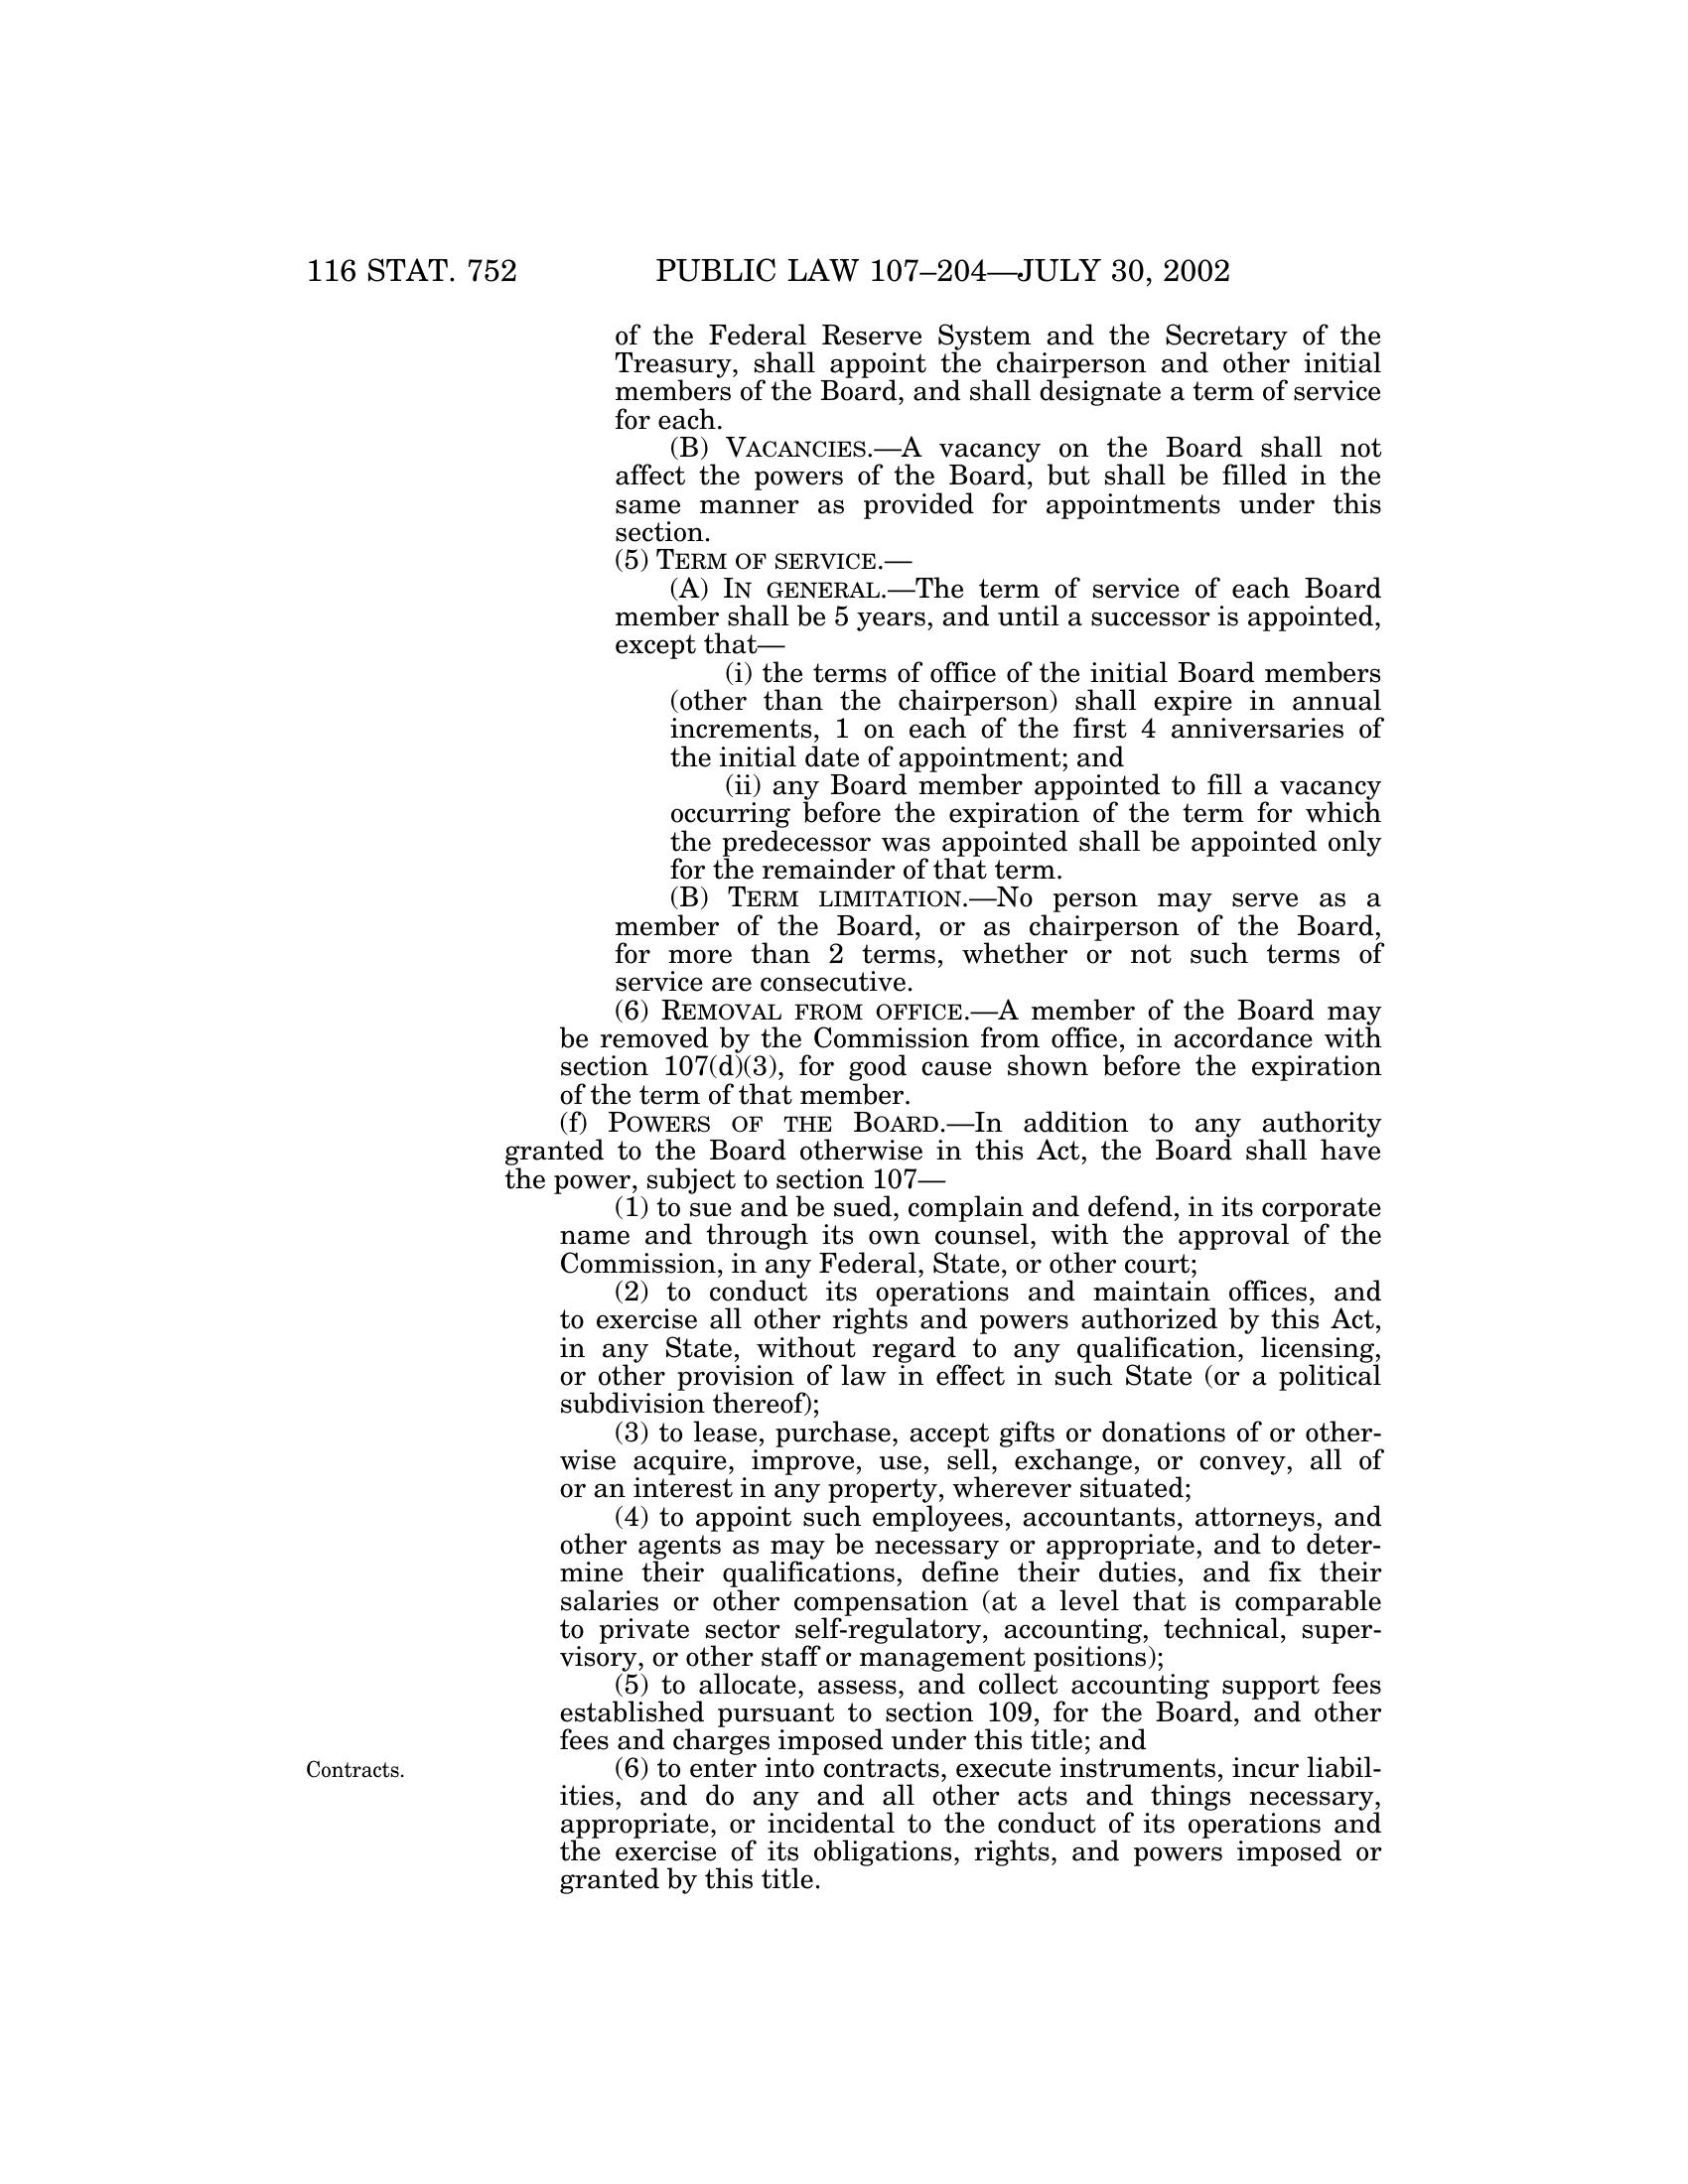 116 STAT. 752 PUBLIC LAW 107–204—JULY 30, 2002
of the Federal Reserve System and the Secretary of the
Treasury, shall appoint the chairperson and other initial
members of the Board, and shall designate a term of service
for each.
(B) VACANCIES.—A vacancy on the Board shall not
affect the powers of the Board, but shall be filled in the
same manner as provided for appointments under this
section.
(5) TERM OF SERVICE.—
(A) IN GENERAL.—The term of service of each Board
member shall be 5 years, and until a successor is appointed,
except that—
(i) the terms of office of the initial Board members
(other than the chairperson) shall expire in annual
increments, 1 on each of the first 4 anniversaries of
the initial date of appointment; and
(ii) any Board member appointed to fill a vacancy
occurring before the expiration of the term for which
the predecessor was appointed shall be appointed only
for the remainder of that term.
(B) TERM LIMITATION.—No person may serve as a
member of the Board, or as chairperson of the Board,
for more than 2 terms, whether or not such terms of
service are consecutive.
(6) REMOVAL FROM OFFICE.—A member of the Board may
be removed by the Commission from office, in accordance with
section 107(d)(3), for good cause shown before the expiration
of the term of that member.
(f) POWERS OF THE BOARD.—In addition to any authority
granted to the Board otherwise in this Act, the Board shall have
the power, subject to section 107—
(1) to sue and be sued, complain and defend, in its corporate
name and through its own counsel, with the approval of the
Commission, in any Federal, State, or other court;
(2) to conduct its operations and maintain offices, and
to exercise all other rights and powers authorized by this Act,
in any State, without regard to any qualification, licensing,
or other provision of law in effect in such State (or a political
subdivision thereof);
(3) to lease, purchase, accept gifts or donations of or other-
wise acquire, improve, use, sell, exchange, or convey, all of
or an interest in any property, wherever situated;
(4) to appoint such employees, accountants, attorneys, and
other agents as may be necessary or appropriate, and to deter-
mine their qualifications, define their duties, and fix their
salaries or other compensation (at a level that is comparable
to private sector self-regulatory, accounting, technical, super-
visory, or other staff or management positions);
(5) to allocate, assess, and collect accounting support fees
established pursuant to section 109, for the Board, and other
fees and charges imposed under this title; and
Contracts. (6) to enter into contracts, execute instruments, incur liabil-
ities, and do any and all other acts and things necessary,
appropriate, or incidental to the conduct of its operations and
the exercise of its obligations, rights, and powers imposed or
granted by this title.